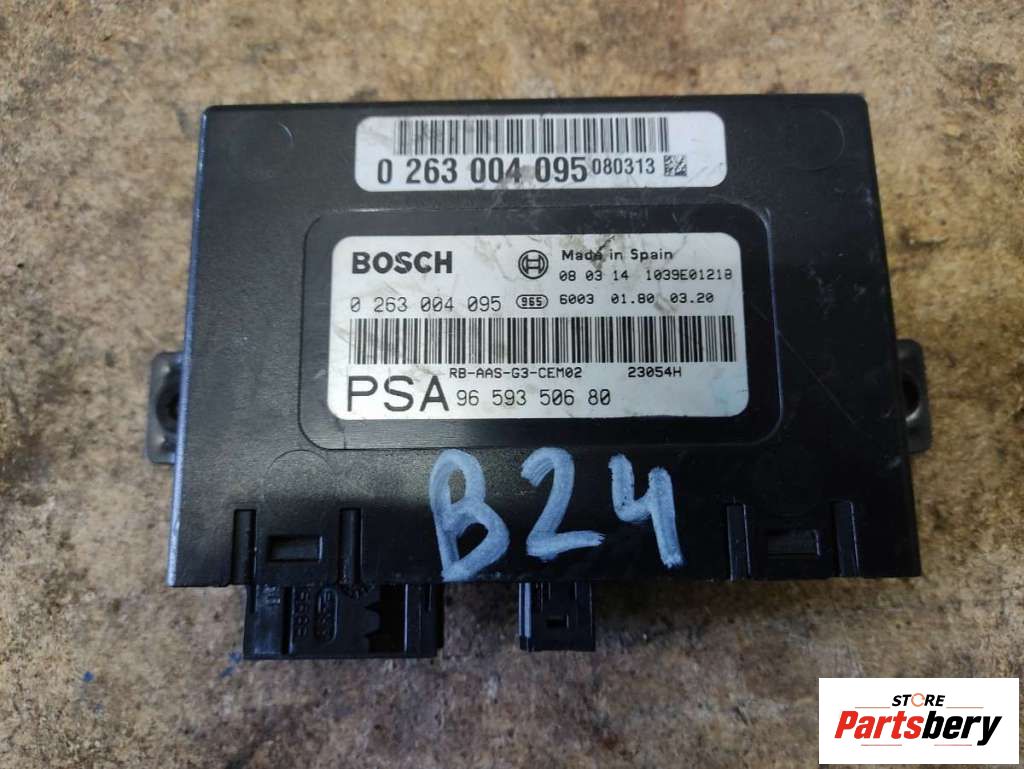 0 263 004 095 080313
BOSCH
Made in Spain
08 03 14 1039E01218
0 263 004 095 965 6003 01.80 03.20
RB-AAS-G3-CEM02 23054H
PSA 96 593 506 80
B24
STORE
Partsbery